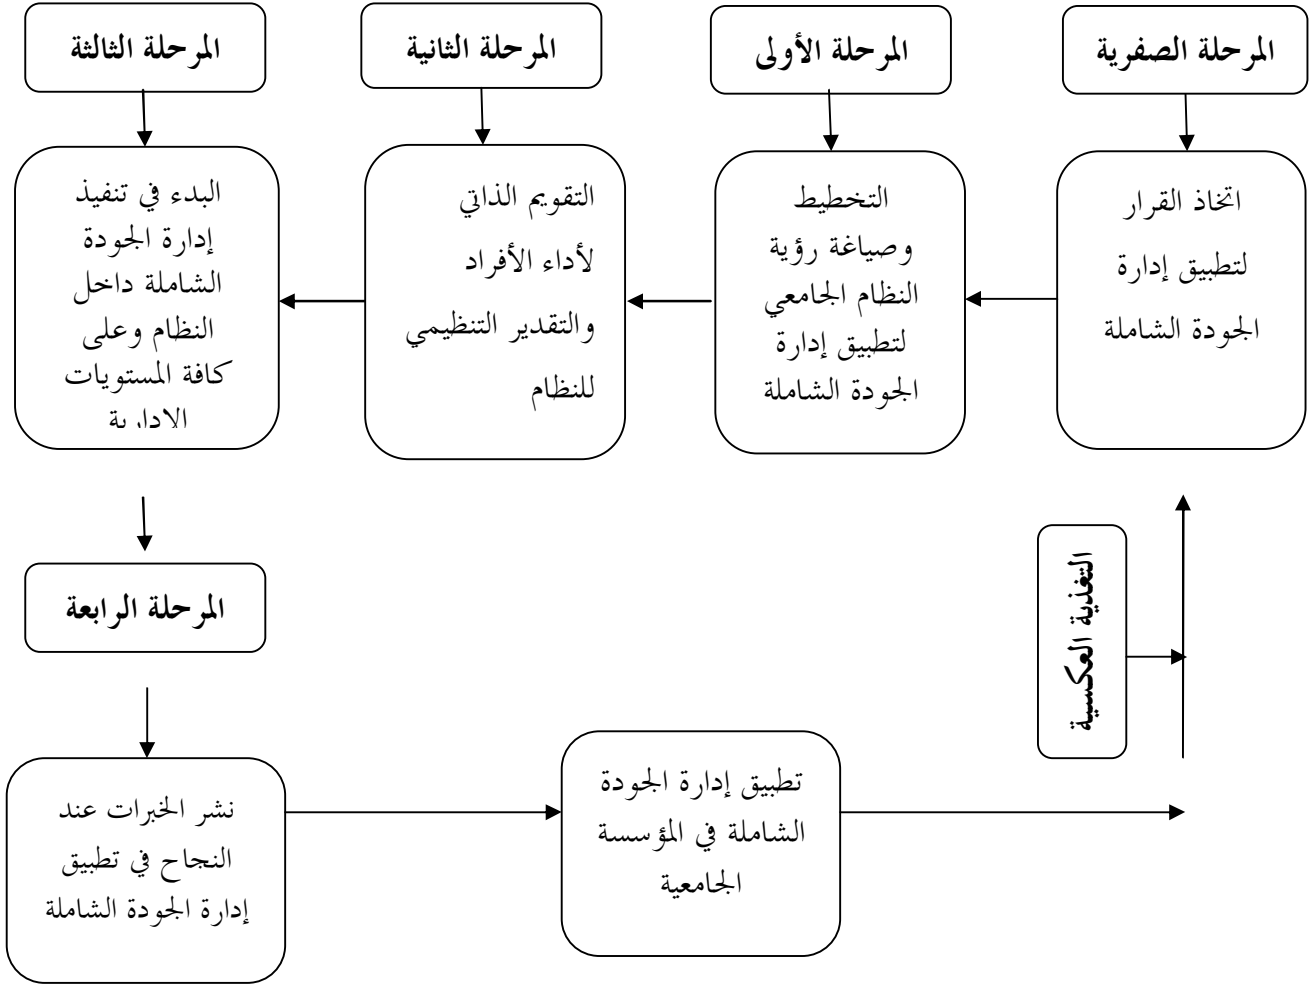 المرحلة الصفرية
المرحلة الأولى
المرحلة الثانية
المرحلة الثالثة
اتخاذ القرار
لتطبيق إدارة
الجودة الشاملة
التخطيط
وصياغة رؤية
النظام الجامعي
لتطبيق إدارة
الجودة الشاملة
التقويم الذاتي
لأداء الأفراد
والتقدير التنظيمي
للنظام
البدء في تنفيذ
إدارة الجودة
الشاملة داخل
النظام وعلى
كافة المستويات
الادارية
المرحلة الرابعة
التغذية العكسية
نشر الخبرات عند
النجاح في تطبيق
إدارة الجودة الشاملة
تطبيق إدارة الجودة
الشاملة في المؤسسة
الجامعية